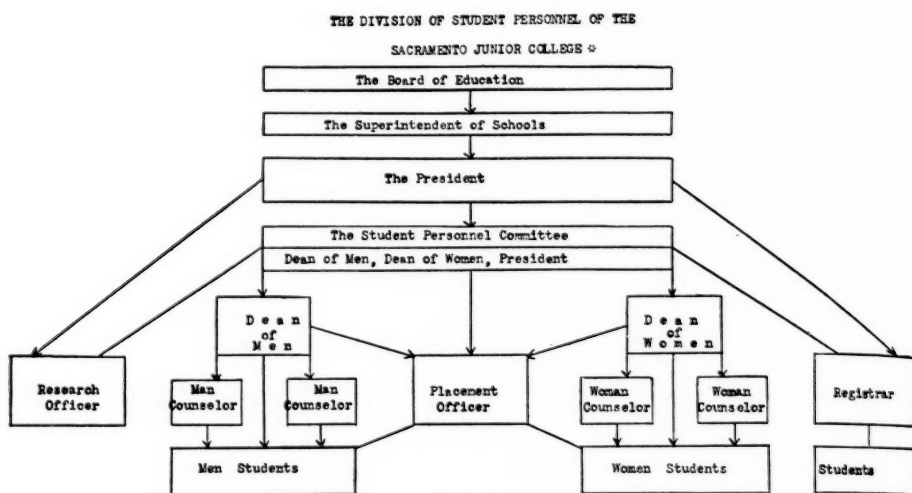 THE DIVISION OF STUDENT PERSONNEL OF THE
SACRAMENTO JUNIOR COLLEGE *
The Board of Education
The Superintendent of Schools
The President
The Student Personnel Committee
Dean of Men, Dean of Women, President
Dean
of
Men
Dean
of
Women
Research
Officer
Man
Counselor
Man
Counselor
Placement
Officer
Woman
Counselor
Woman
Counselor
Registrar
Men Students
Women Students
Students